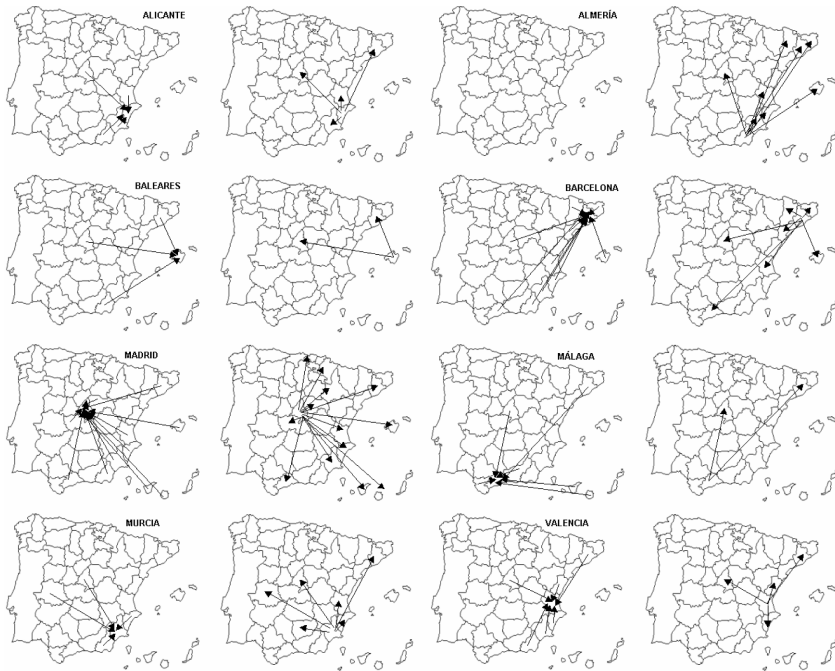 ALICANTE
ALMERÍA
BALEARES
BARCELONA
MADRID
MÁLAGA
MURCIA
VALENCIA